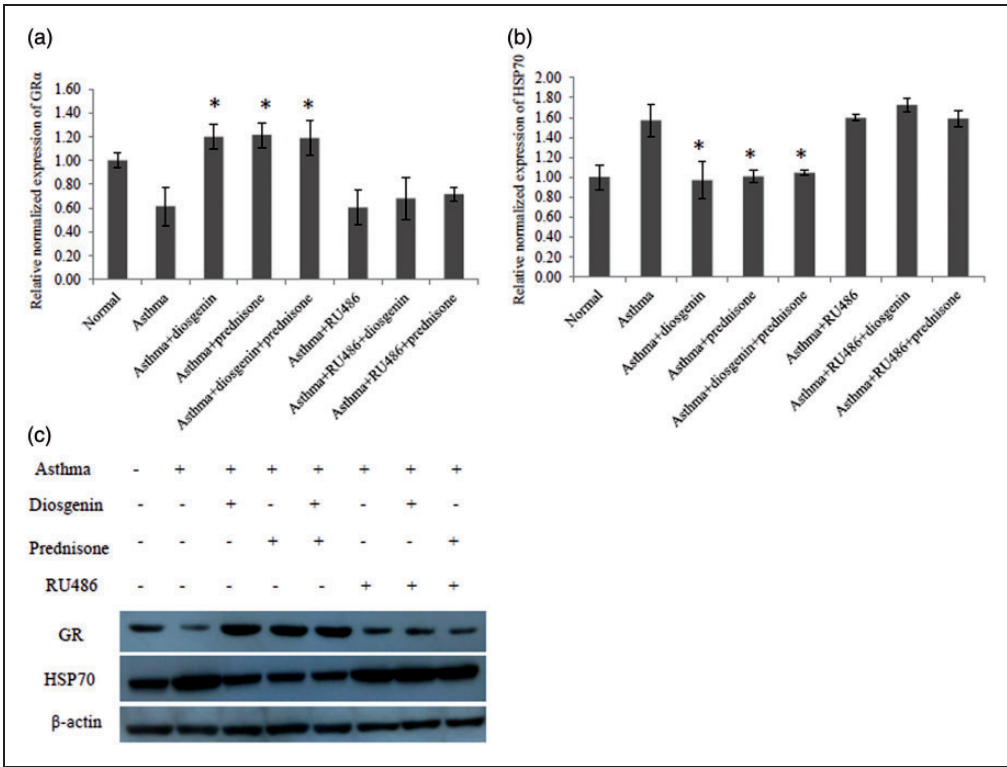 (a)
Relative normalized expression of GRα
1.60
1.40
1.20
1.00
0.80
0.60
0.40
0.20
0.00
* * *
Normal
Asthma
Asthma+diosgenin
Asthma+prednisone
Asthma+diosgenin+prednisone
Asthma+RU486
Asthma+RU486+diosgenin
Asthma+RU486+prednisone
(b)
Relative normalized expression of HSP70
2.00
1.80
1.60
1.40
1.20
1.00
0.80
0.60
0.40
0.20
0.00
* * *
Normal
Asthma
Asthma+diosgenin
Asthma+prednisone
Asthma+diosgenin+prednisone
Asthma+RU486
Asthma+RU486+diosgenin
Asthma+RU486+prednisone
(c)
Asthma - + + + + + + +
Diosgenin - - + - + - + -
Prednisone - - - + + - - +
RU486 - - - - - + + +
GR
HSP70
β-actin